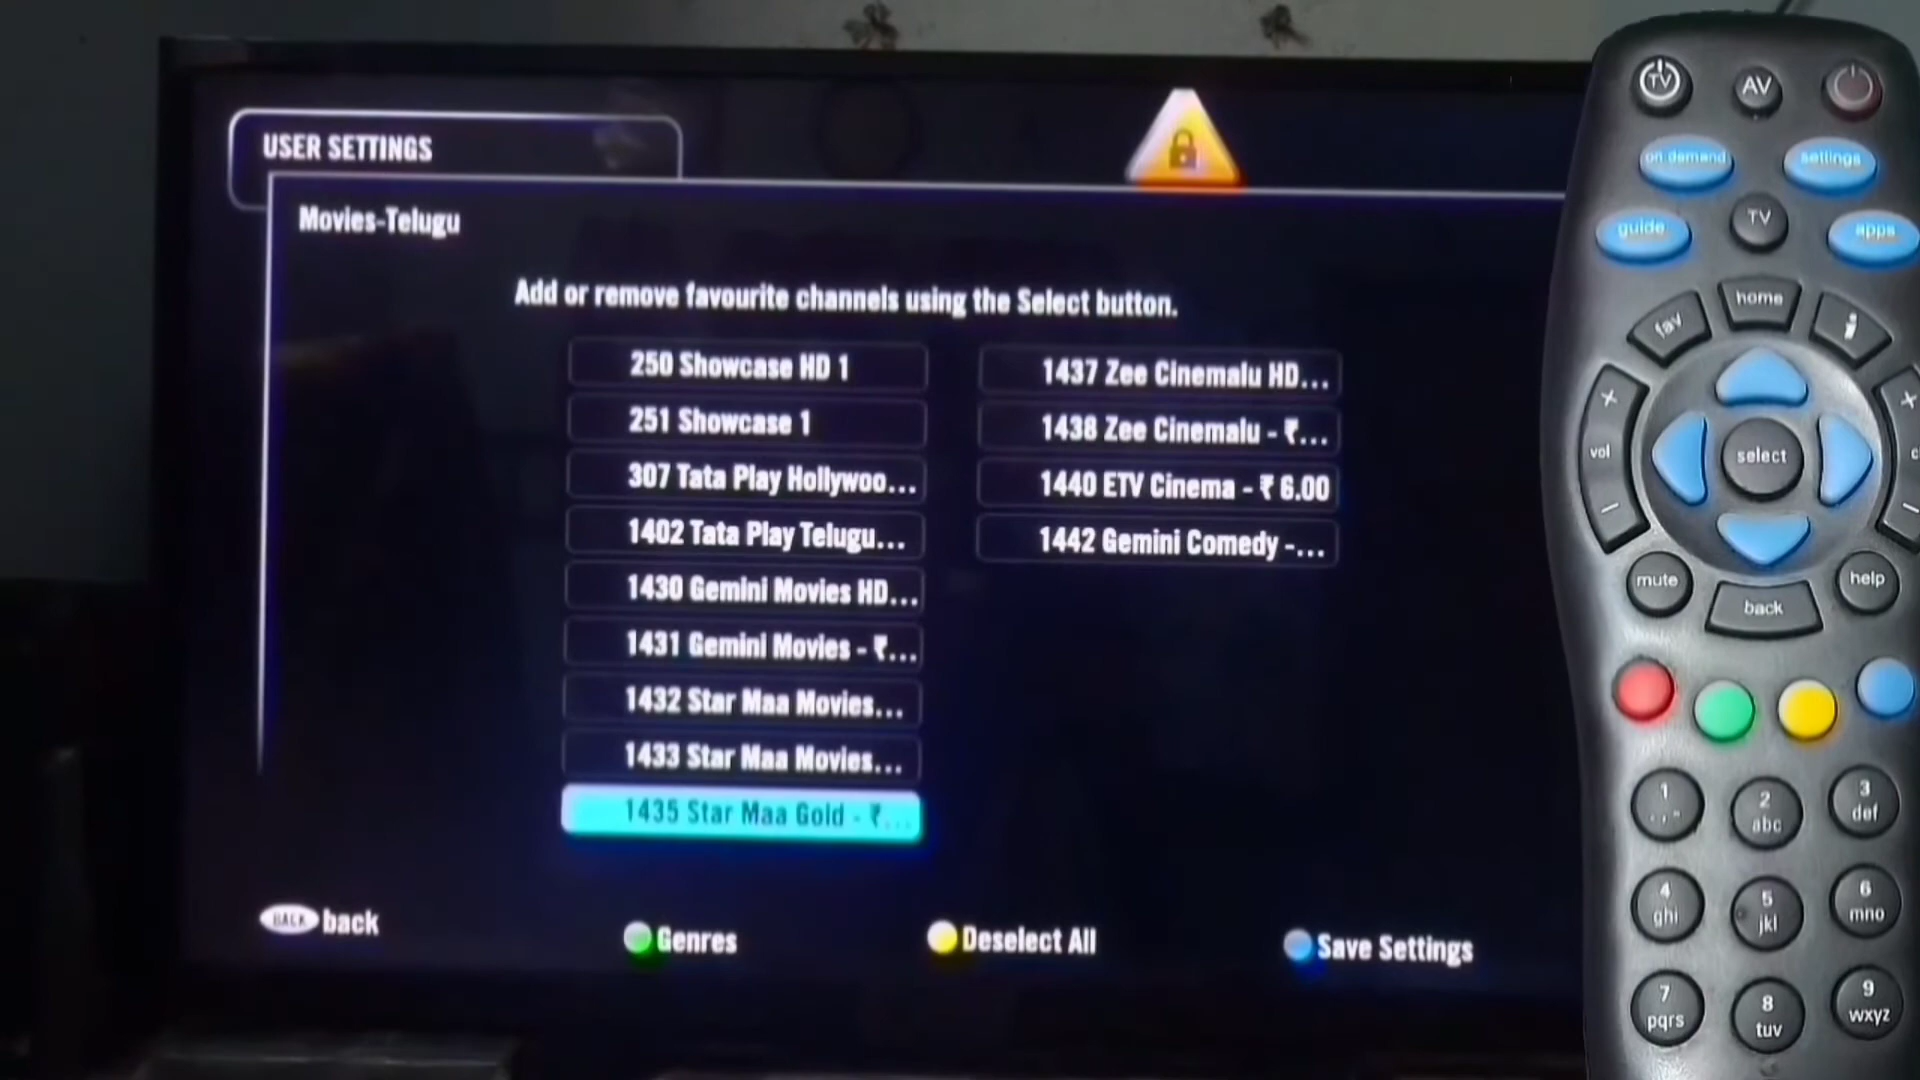 USER SETTINGS
Movies-Telugu
Add or remove favourite channels using the Select button.
250 Showcase HD 1
251 Showcase 1
307 Tata Play Hollywoo...
1402 Tata Play Telugu...
1430 Gemini Movies HD...
1431 Gemini Movies - ₹...
1432 Star Maa Movies...
1433 Star Maa Movies...
1435 Star Maa Gold - ₹...
1437 Zee Cinemalu HD...
1438 Zee Cinemalu - ₹...
1440 ETV Cinema - ₹ 6.00
1442 Gemini Comedy -...
BACK back
Genres
Deselect All
Save Settings
TV
AV
on demand
settings
guide
TV
apps
fav
home
i
+
vol
-
select
+
c
-
mute
back
help
1
. , -
2
abc
3
def
4
ghi
5
jkl
6
mno
7
pqrs
8
tuv
9
wxyz